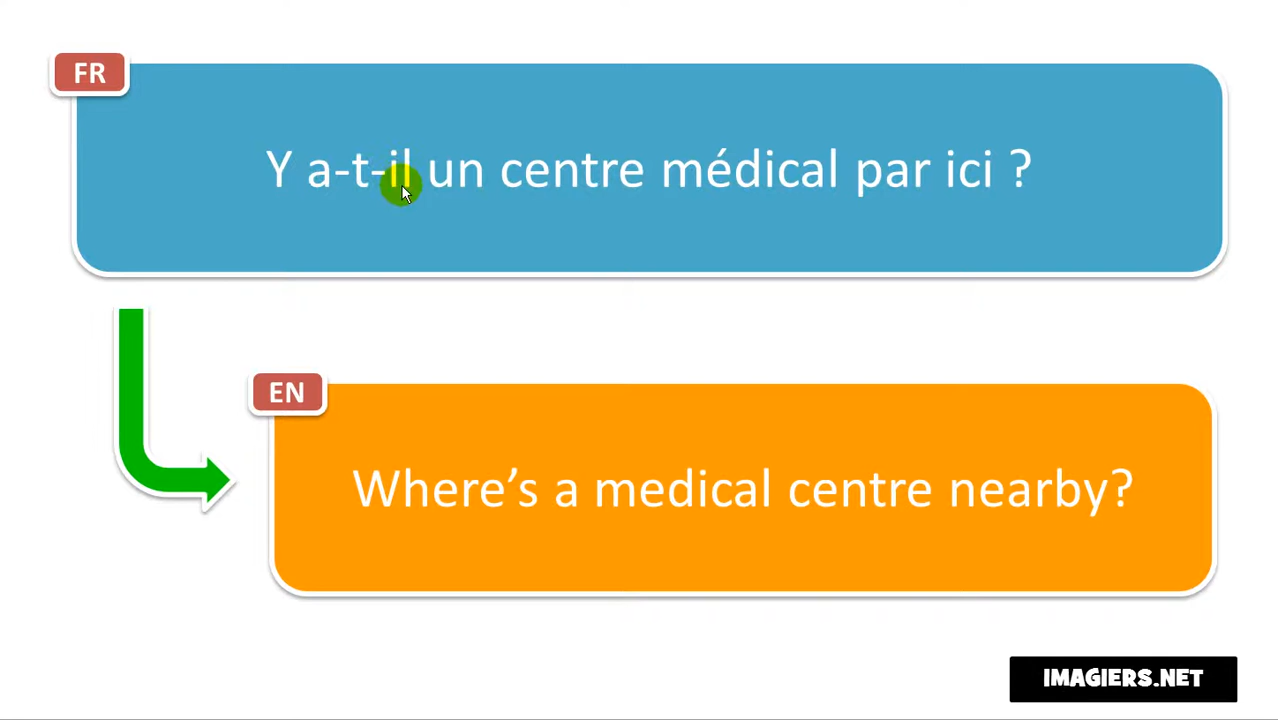 FR
Y a-t-il un centre médical par ici ?
EN
Where’s a medical centre nearby?
IMAGIERS.NET